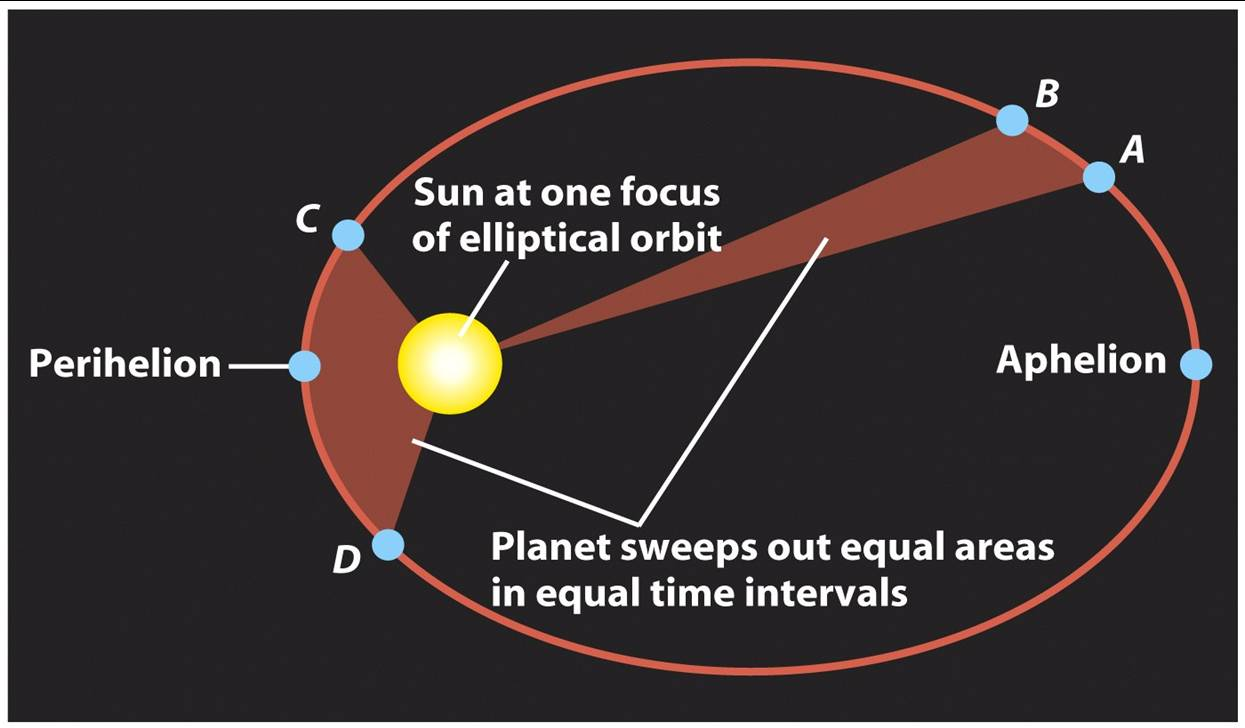 B
A
Sun at one focus
of elliptical orbit
C
Perihelion
Aphelion
D
Planet sweeps out equal areas
in equal time intervals